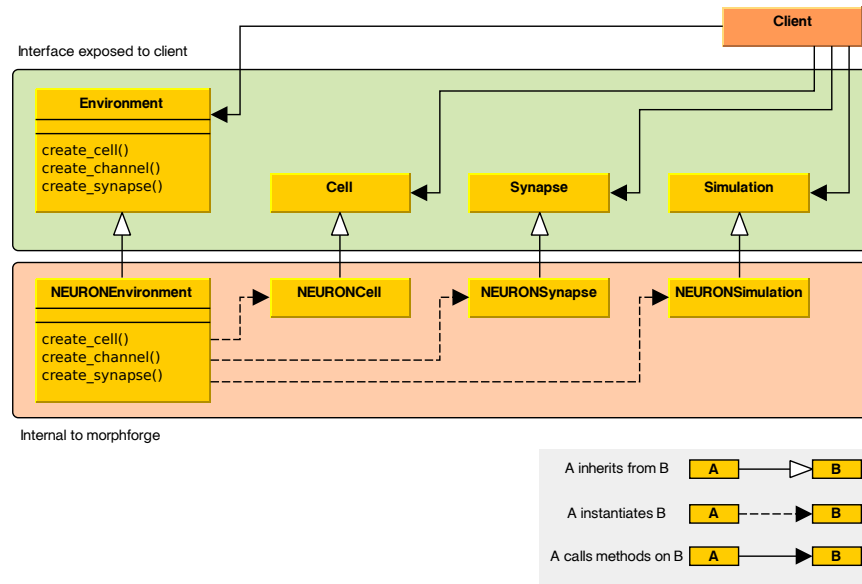 Client
Interface exposed to client
Environment
create_cell()
create_channel()
create_synapse()
Cell
Synapse
Simulation
NEURONEnvironment
create_cell()
create_channel()
create_synapse()
NEURONCell
NEURONSynapse
NEURONSimulation
Internal to morphforge
A inherits from B A B
A instantiates B A B
A calls methods on B A B